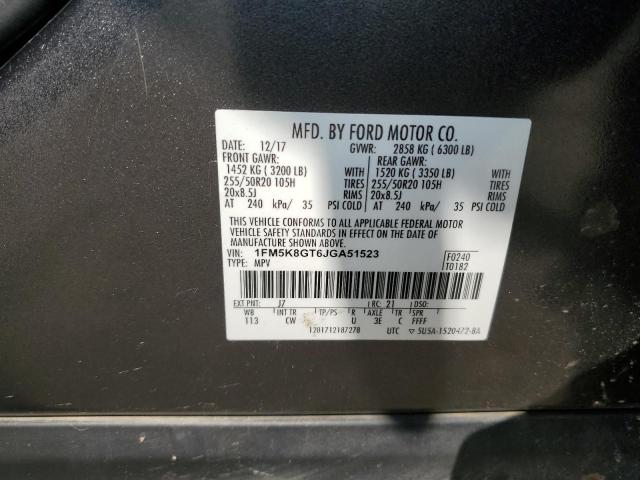 MFD. BY FORD MOTOR CO.
DATE: 12/17 GVWR: 2858 KG ( 6300 LB)
FRONT GAWR: REAR GAWR:
1452 KG ( 3200 LB) WITH 1520 KG ( 3350 LB) WITH
255/50R20 105H TIRES 255/50R20 105H TIRES
20x8.5J RIMS 20x8.5J RIMS
AT 240 kPa/ 35 PSI COLD AT 240 kPa/ 35 PSI COLD
THIS VEHICLE CONFORMS TO ALL APPLICABLE FEDERAL MOTOR
VEHICLE SAFETY STANDARDS IN EFFECT ON THE DATE OF
MANUFACTURE SHOWN ABOVE.
VIN: 1FM5K8GT6JGA51523 F0240
TYPE: MPV T0182
EXT PNT: J7 RC: 21 DSO:
WB INT TR TP/PS R AXLE TR SPR
113 CW U 3E C FFFF
1201712187278 UTC ▽ 5U5A-1520472-BA